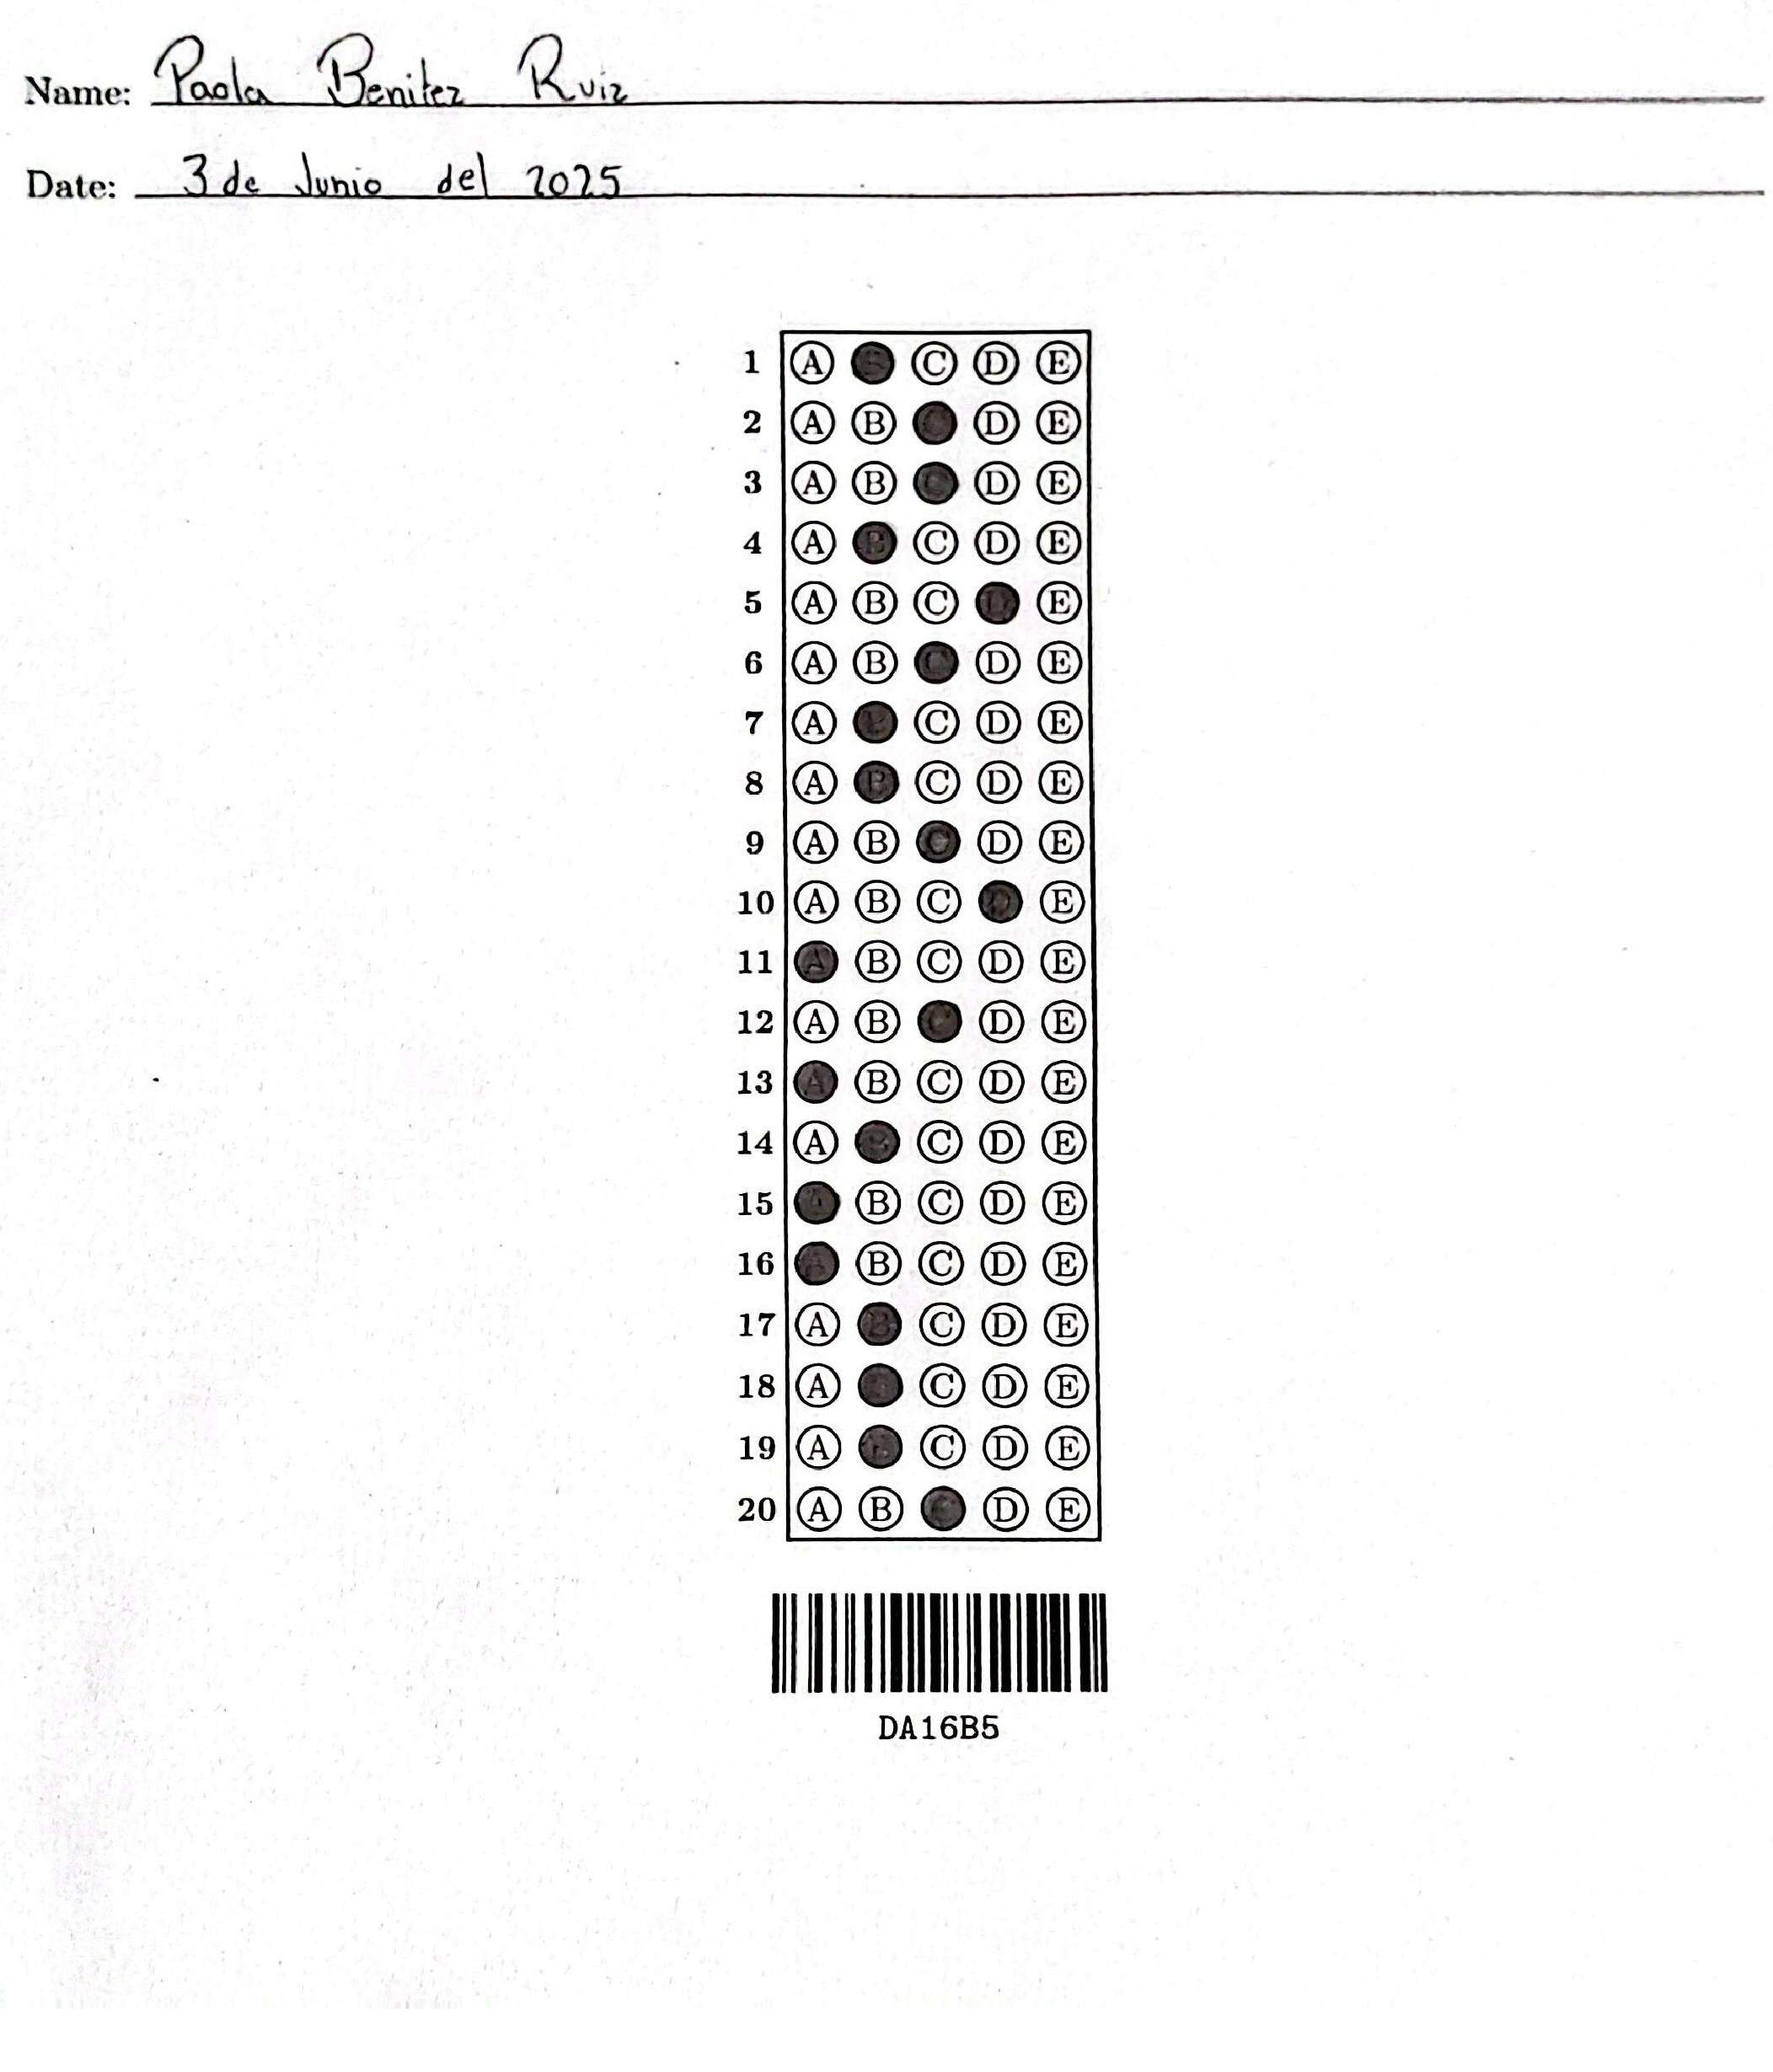 Name: Paola Benitez Ruiz
Date: 3 de Junio del 2025
1 A B C D E
2 A B C D E
3 A B C D E
4 A B C D E
5 A B C D E
6 A B C D E
7 A B C D E
8 A B C D E
9 A B C D E
10 A B C D E
11 A B C D E
12 A B C D E
13 A B C D E
14 A B C D E
15 A B C D E
16 A B C D E
17 A B C D E
18 A B C D E
19 A B C D E
20 A B C D E
DA16B5